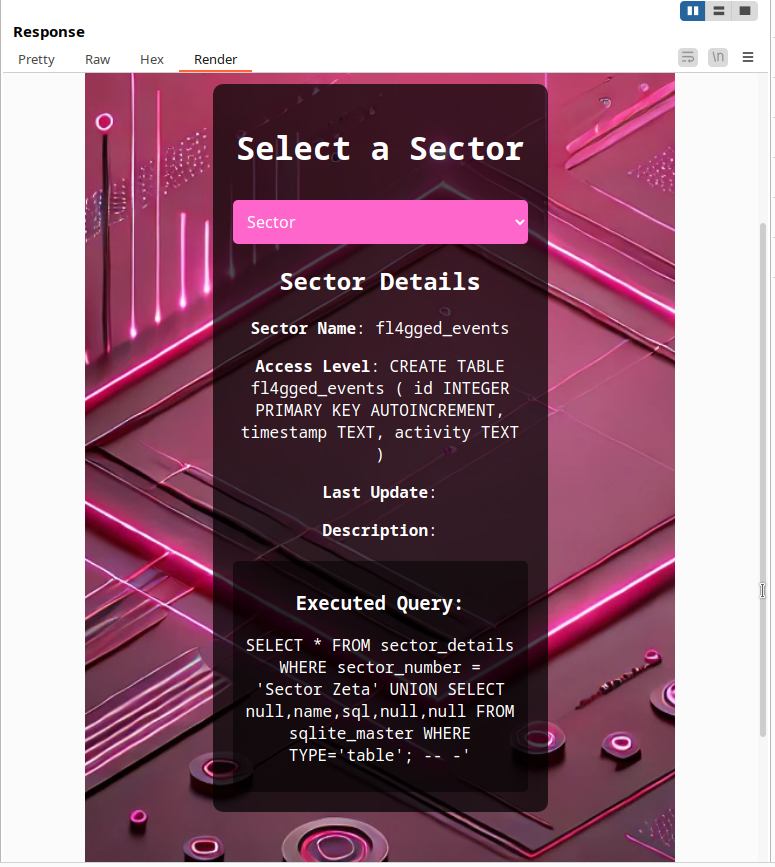 Response
Pretty Raw Hex Render
\n
Select a Sector
Sector
Sector Details
Sector Name: fl4gged_events
Access Level: CREATE TABLE
fl4gged_events ( id INTEGER
PRIMARY KEY AUTOINCREMENT,
timestamp TEXT, activity TEXT
)
Last Update:
Description:
Executed Query:
SELECT * FROM sector_details
WHERE sector_number =
'Sector Zeta' UNION SELECT
null,name,sql,null,null FROM
sqlite_master WHERE
TYPE='table'; -- -'